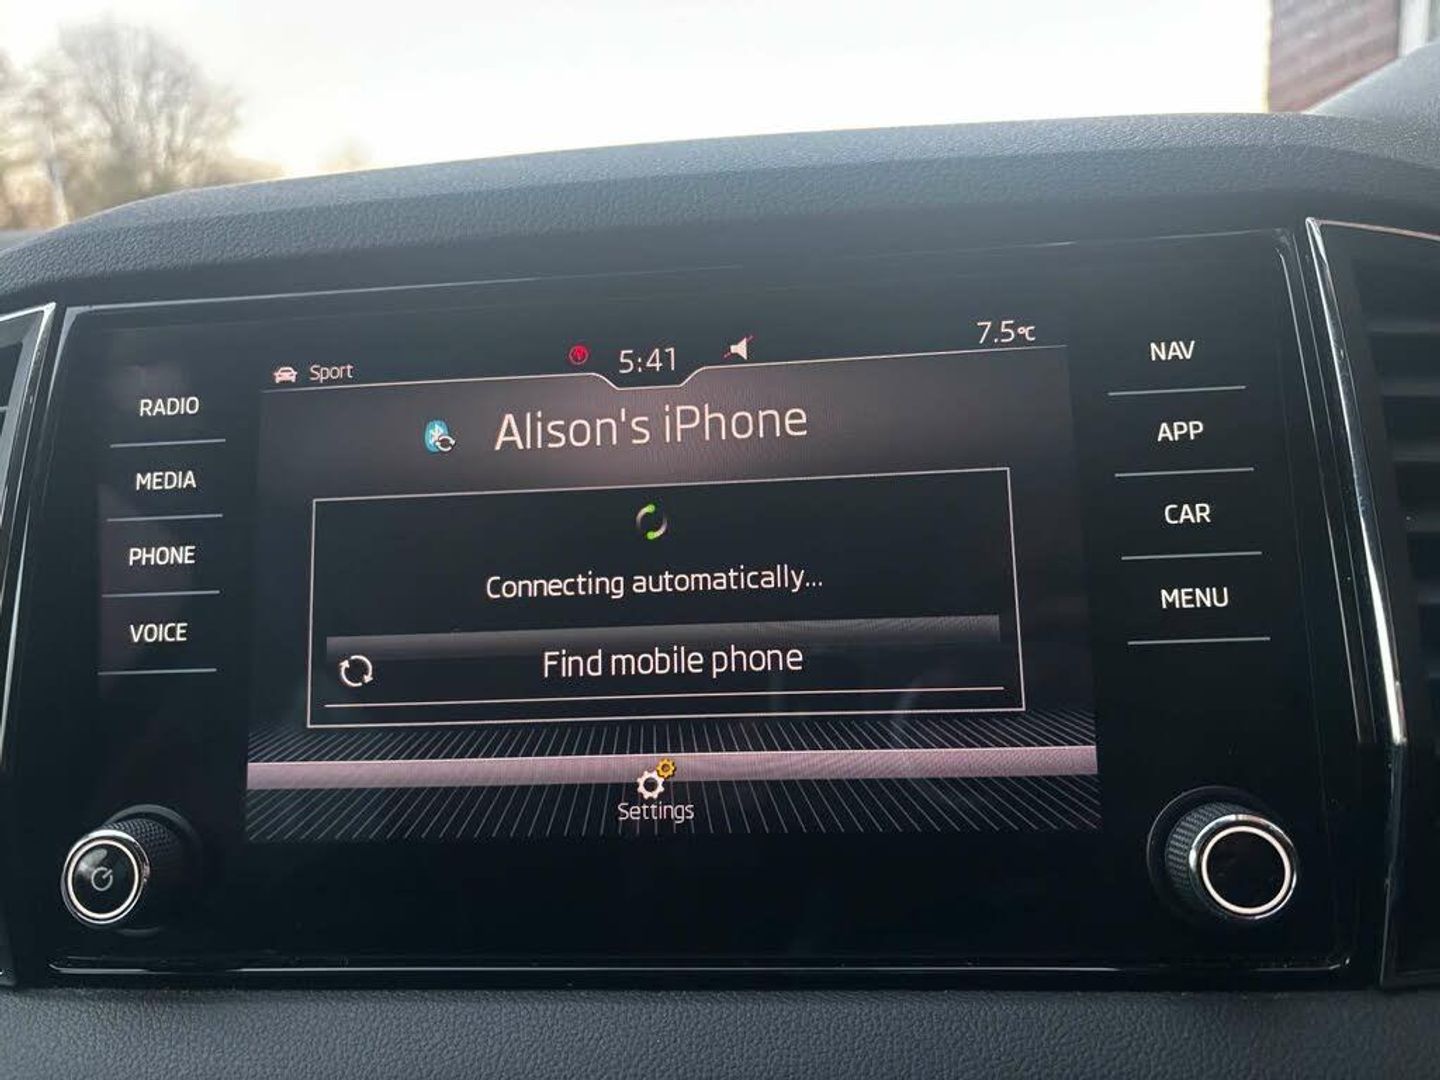 Sport
5:41
7.5°C
Alison's iPhone
Connecting automatically...
Find mobile phone
Settings
RADIO
MEDIA
PHONE
VOICE
NAV
APP
CAR
MENU